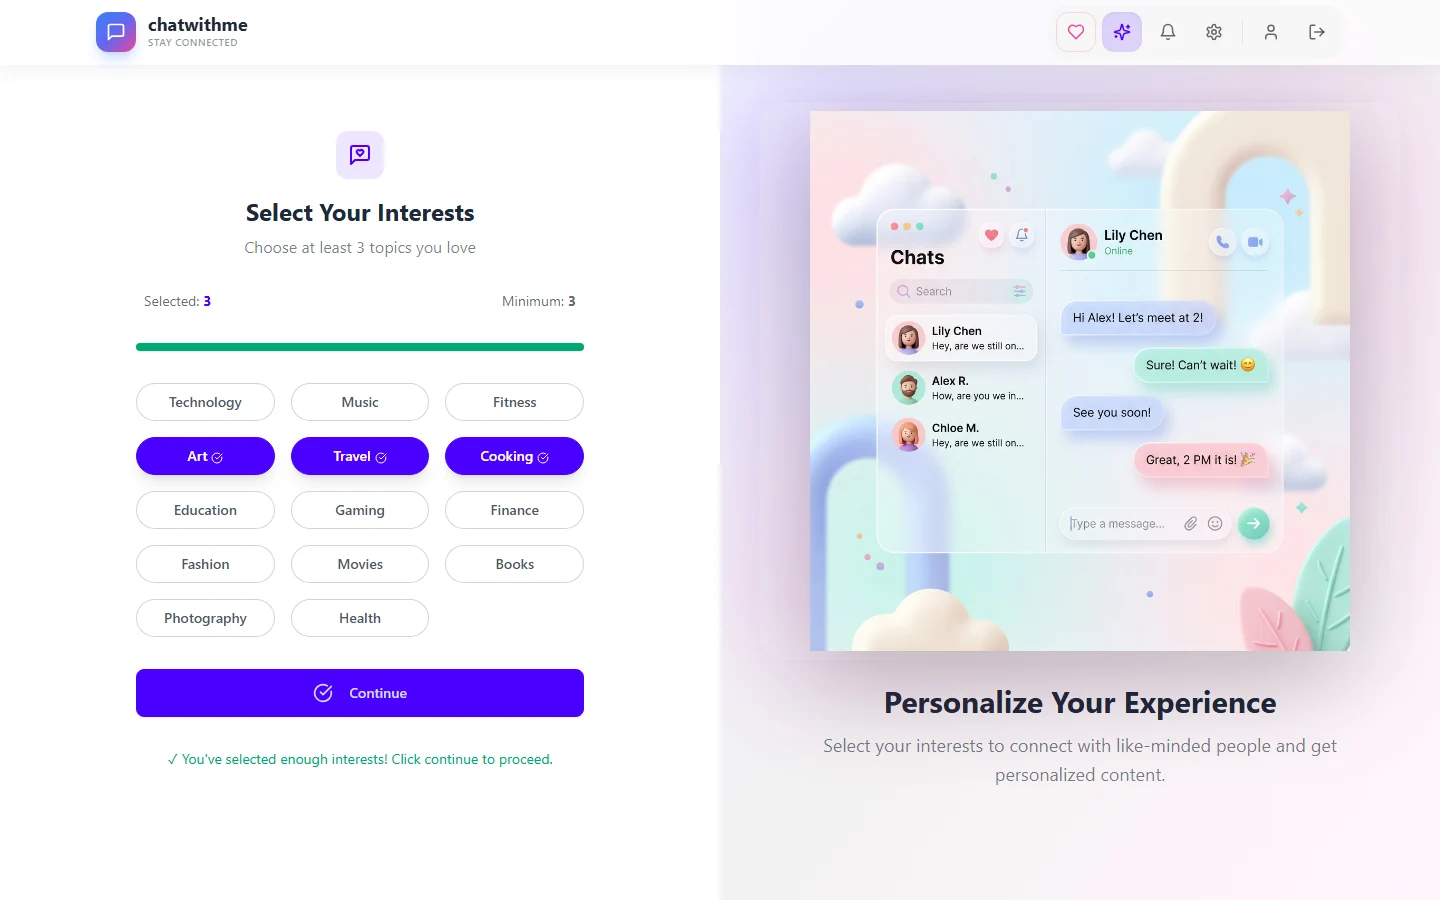 chatwithme
STAY CONNECTED
Select Your Interests
Choose at least 3 topics you love
Selected: 3
Minimum: 3
Technology
Music
Fitness
Art
Travel
Cooking
Education
Gaming
Finance
Fashion
Movies
Books
Photography
Health
Continue
✓ You've selected enough interests! Click continue to proceed.
Chats
Search
Lily Chen
Hey, are we still on...
Alex R.
How, are you we in...
Chloe M.
Hey, are we still on...
Lily Chen
Online
Hi Alex! Let's meet at 2!
Sure! Can't wait! 😊
See you soon!
Great, 2 PM it is! 🎉
Type a message...
Personalize Your Experience
Select your interests to connect with like-minded people and get
personalized content.